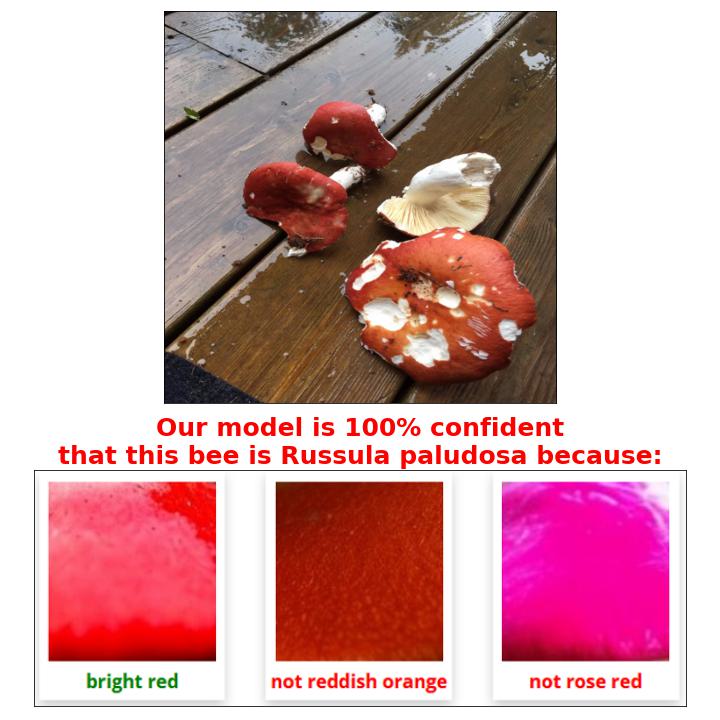 Our model is 100% confident
that this bee is Russula paludosa because:
bright red
not reddish orange
not rose red